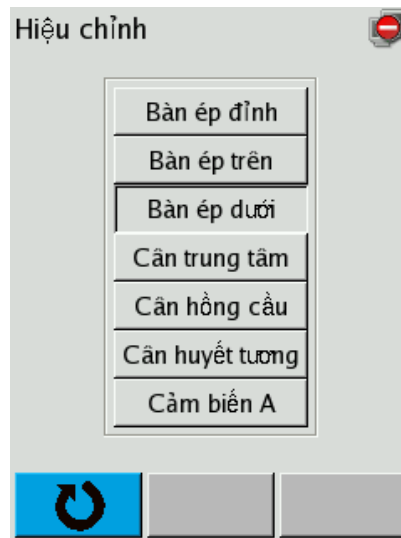 Hiệu chỉnh
Bàn ép đỉnh
Bàn ép trên
Bàn ép dưới
Cân trung tâm
Cân hồng cầu
Cân huyết tương
Cảm biến A